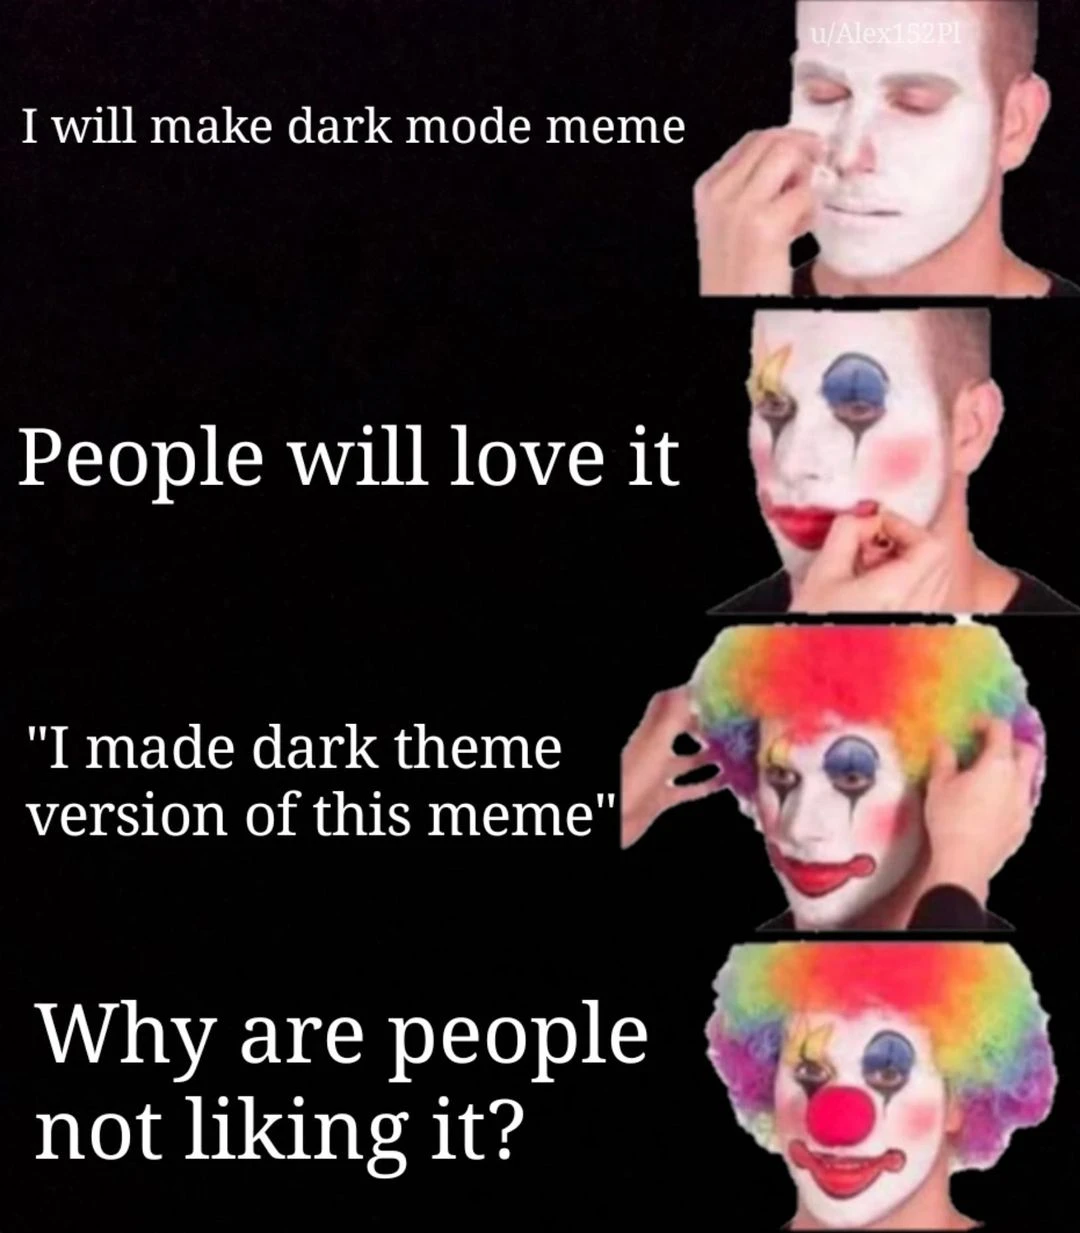 u/Alex152Pl
I will make dark mode meme
People will love it
"I made dark theme
version of this meme"
Why are people
not liking it?